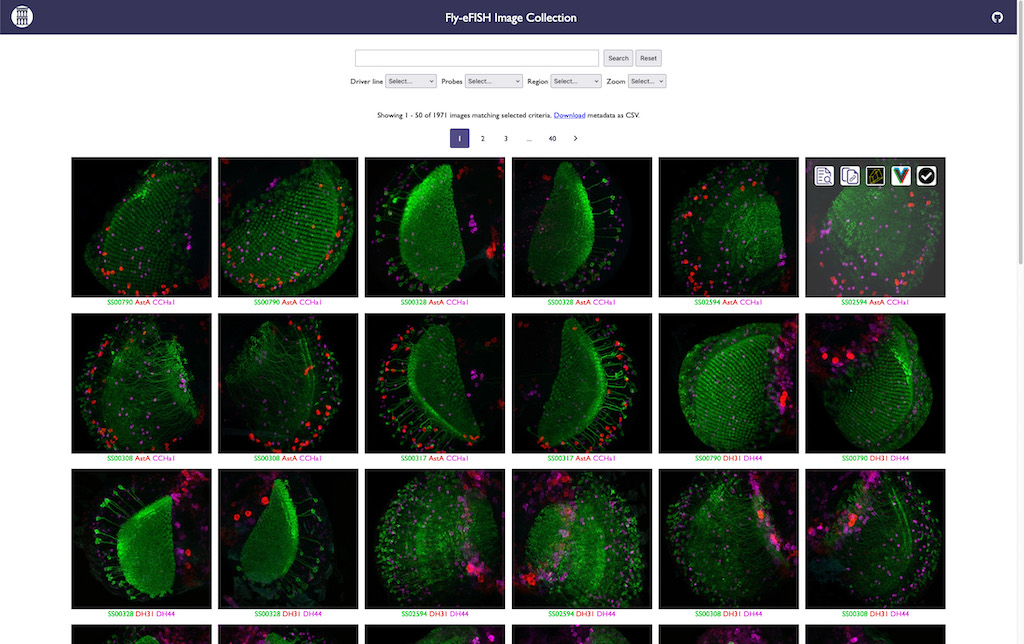 Fly-eFISH Image Collection
Search Reset
Driver line Select... Probes Select... Region Select... Zoom Select...
Showing 1 - 50 of 1971 images matching selected criteria. Download metadata as CSV.
1 2 3 ... 40 >
SS00790 AstA CCHa1 SS00790 AstA CCHa1 SS00328 AstA CCHa1 SS00328 AstA CCHa1 SS02594 AstA CCHa1 SS02594 AstA CCHa1
SS00308 AstA CCHa1 SS00308 AstA CCHa1 SS00317 AstA CCHa1 SS00317 AstA CCHa1 SS00790 DH31 DH44 SS00790 DH31 DH44
SS00328 DH31 DH44 SS00328 DH31 DH44 SS02594 DH31 DH44 SS02594 DH31 DH44 SS00308 DH31 DH44 SS00308 DH31 DH44